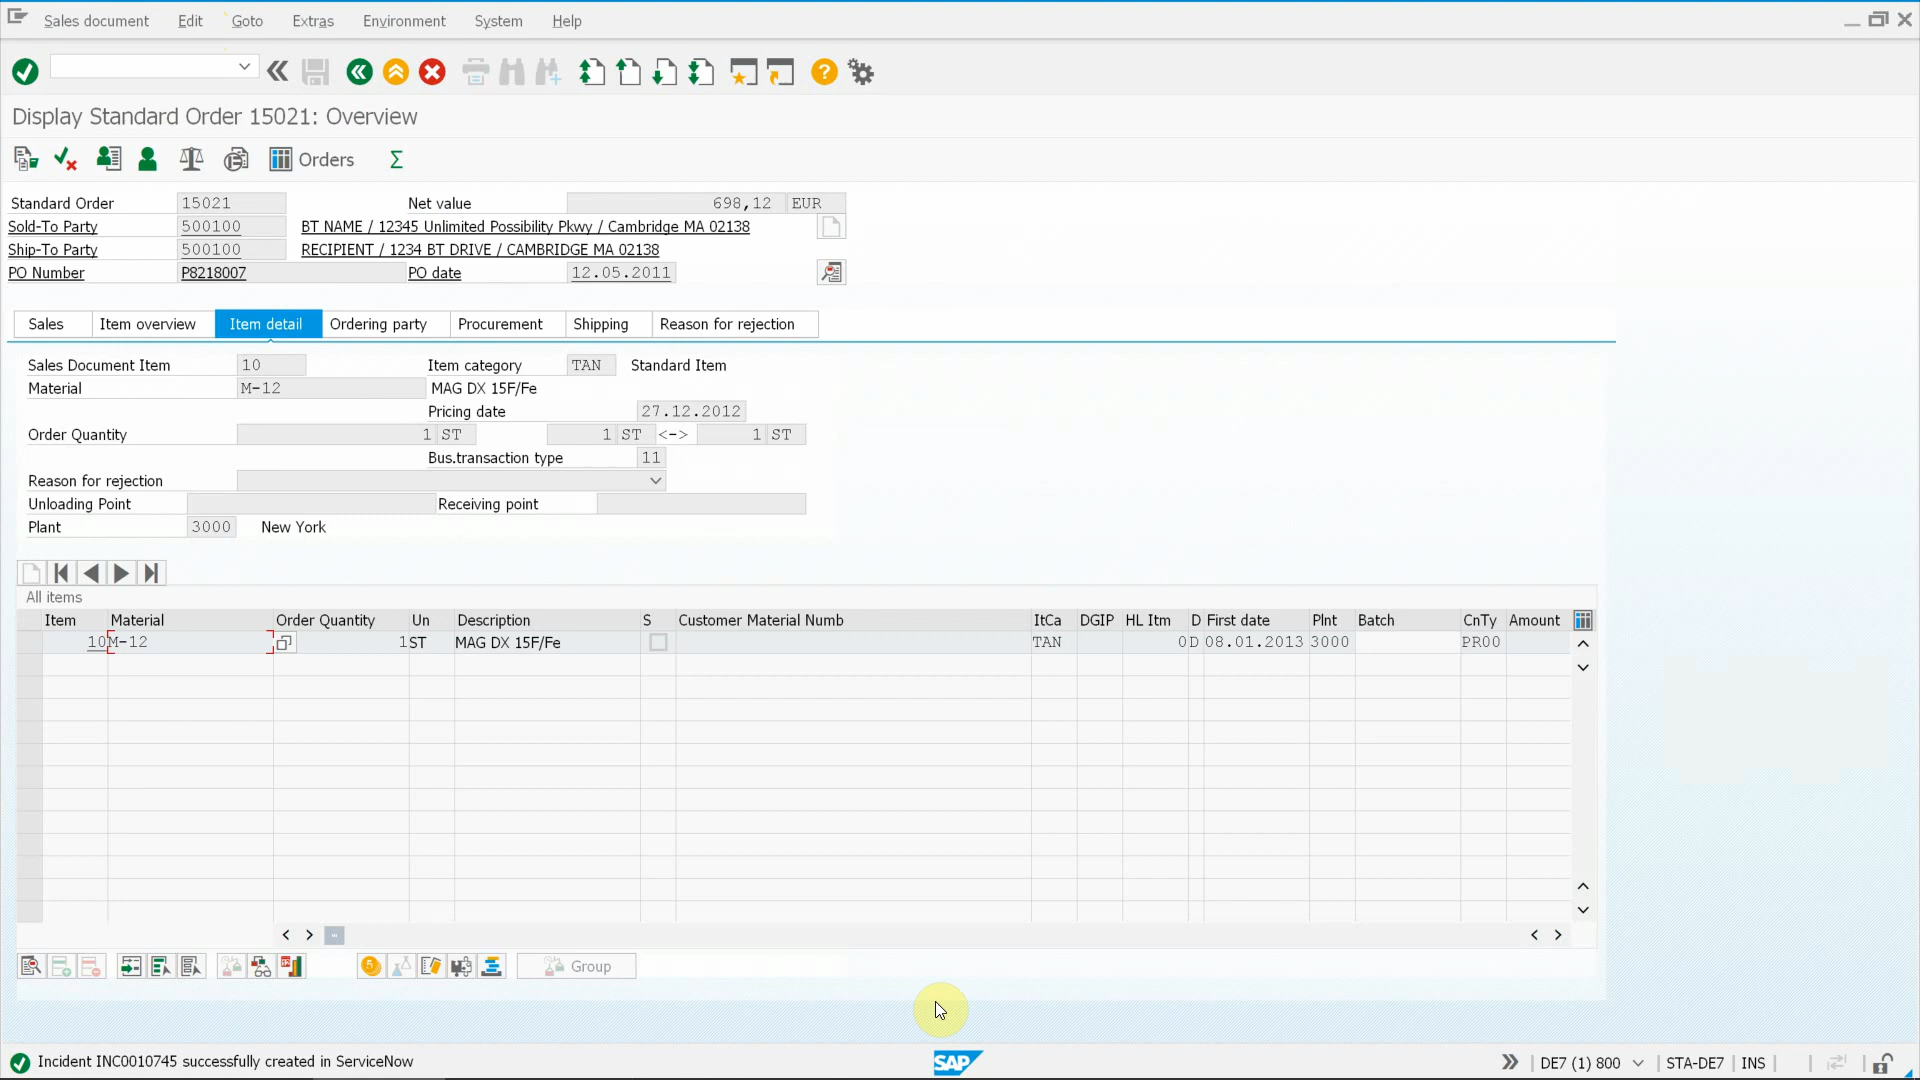 Sales document Edit Goto Extras Environment System Help
Display Standard Order 15021: Overview
Orders
Standard Order 15021 Net value 698,12 EUR
Sold-To Party 500100 BT NAME / 12345 Unlimited Possibility Pkwy / Cambridge MA 02138
Ship-To Party 500100 RECIPIENT / 1234 BT DRIVE / CAMBRIDGE MA 02138
PO Number P8218007 PO date 12.05.2011
Sales Item overview Item detail Ordering party Procurement Shipping Reason for rejection
Sales Document Item 10 Item category TAN Standard Item
Material M-12 MAG DX 15F/Fe
Pricing date 27.12.2012
Order Quantity 1 ST 1 ST <-> 1 ST
Bus.transaction type 11
Reason for rejection
Unloading Point Receiving point
Plant 3000 New York
All items
Item Material Order Quantity Un Description S Customer Material Numb ItCa DGIP HL Itm D First date Plnt Batch CnTy Amount
10 M-12 1 ST MAG DX 15F/Fe TAN 0 D 08.01.2013 3000 PR00
Group
Incident INC0010745 successfully created in ServiceNow SAP DE7 (1) 800 STA-DE7 INS